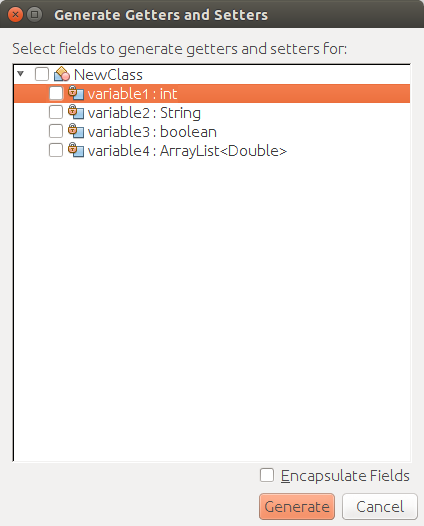 Generate Getters and Setters
Select fields to generate getters and setters for:
NewClass
variable1 : int
variable2 : String
variable3 : boolean
variable4 : ArrayList<Double>
Encapsulate Fields
Generate Cancel